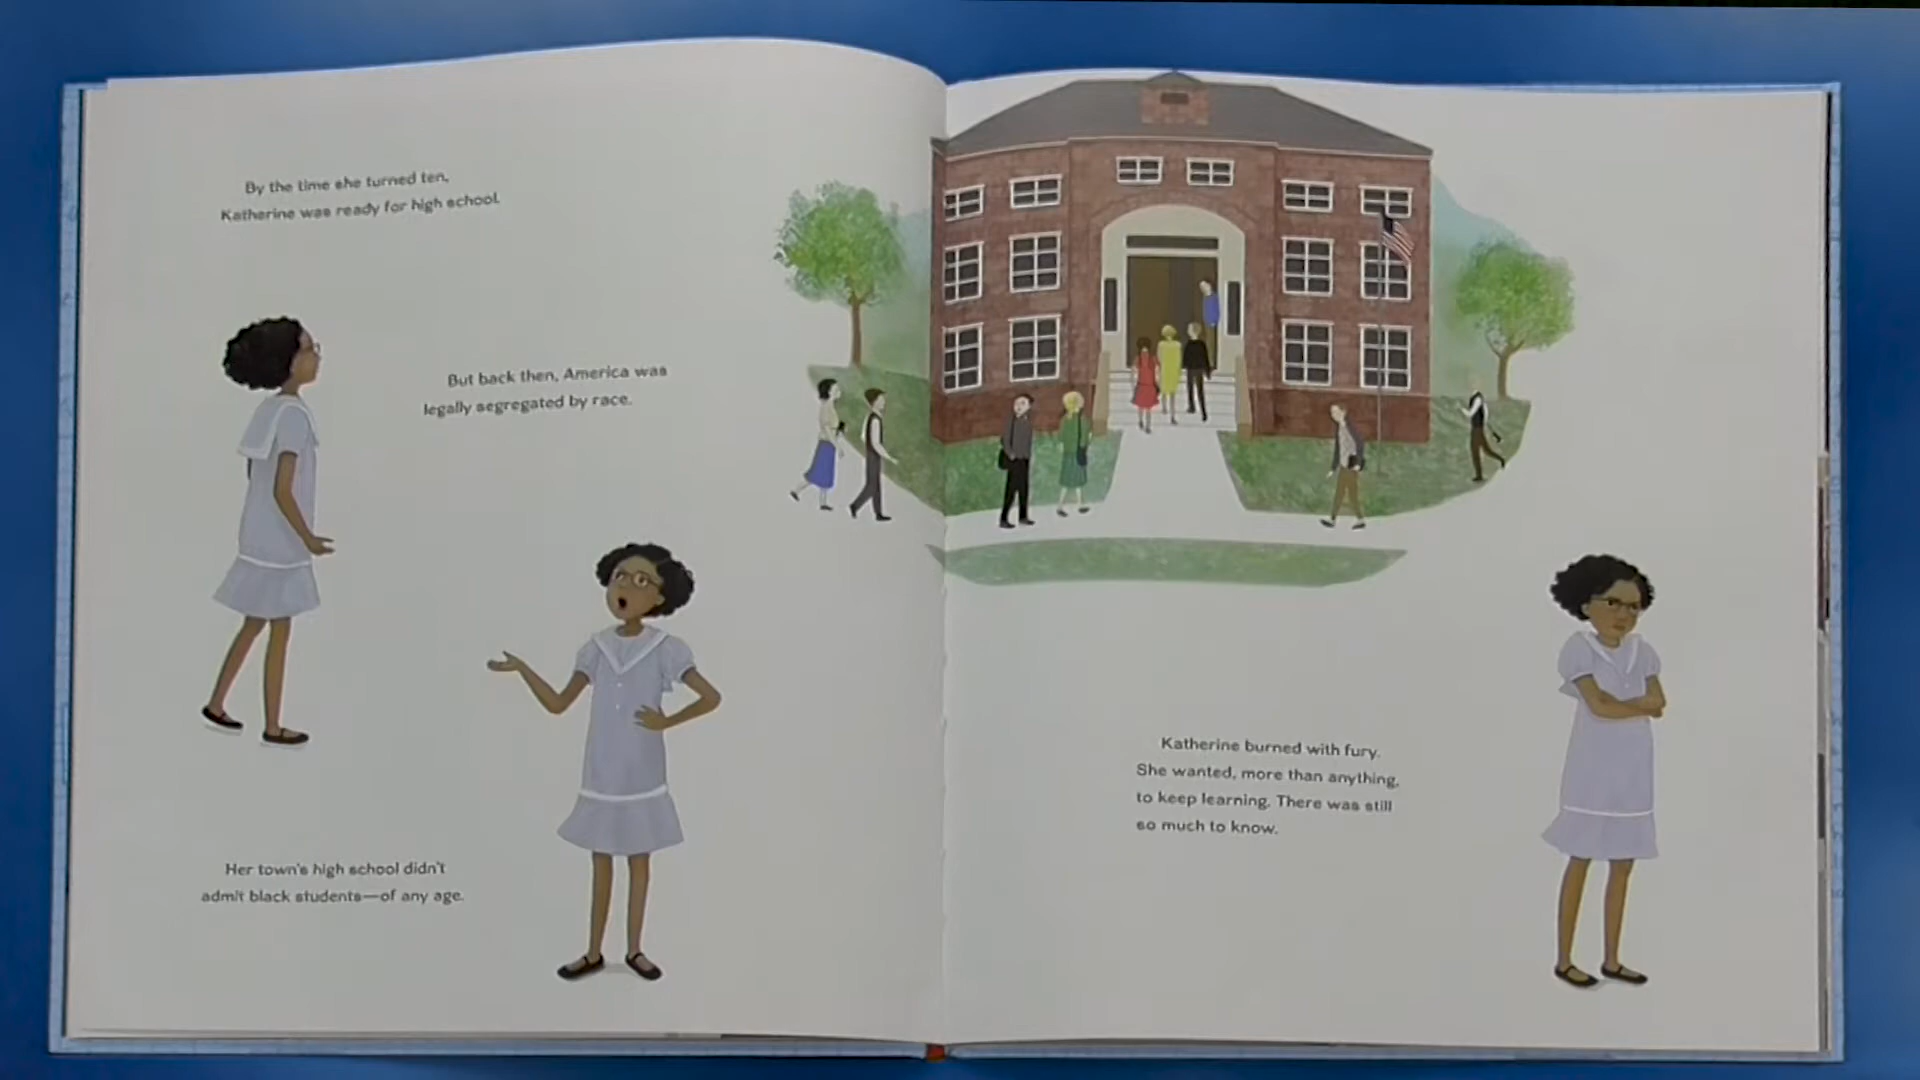 By the time she turned ten,
Katherine was ready for high school.
But back then, America was
legally segregated by race.
Her town's high school didn't
admit black students—of any age.
Katherine burned with fury.
She wanted, more than anything,
to keep learning. There was still
so much to know.